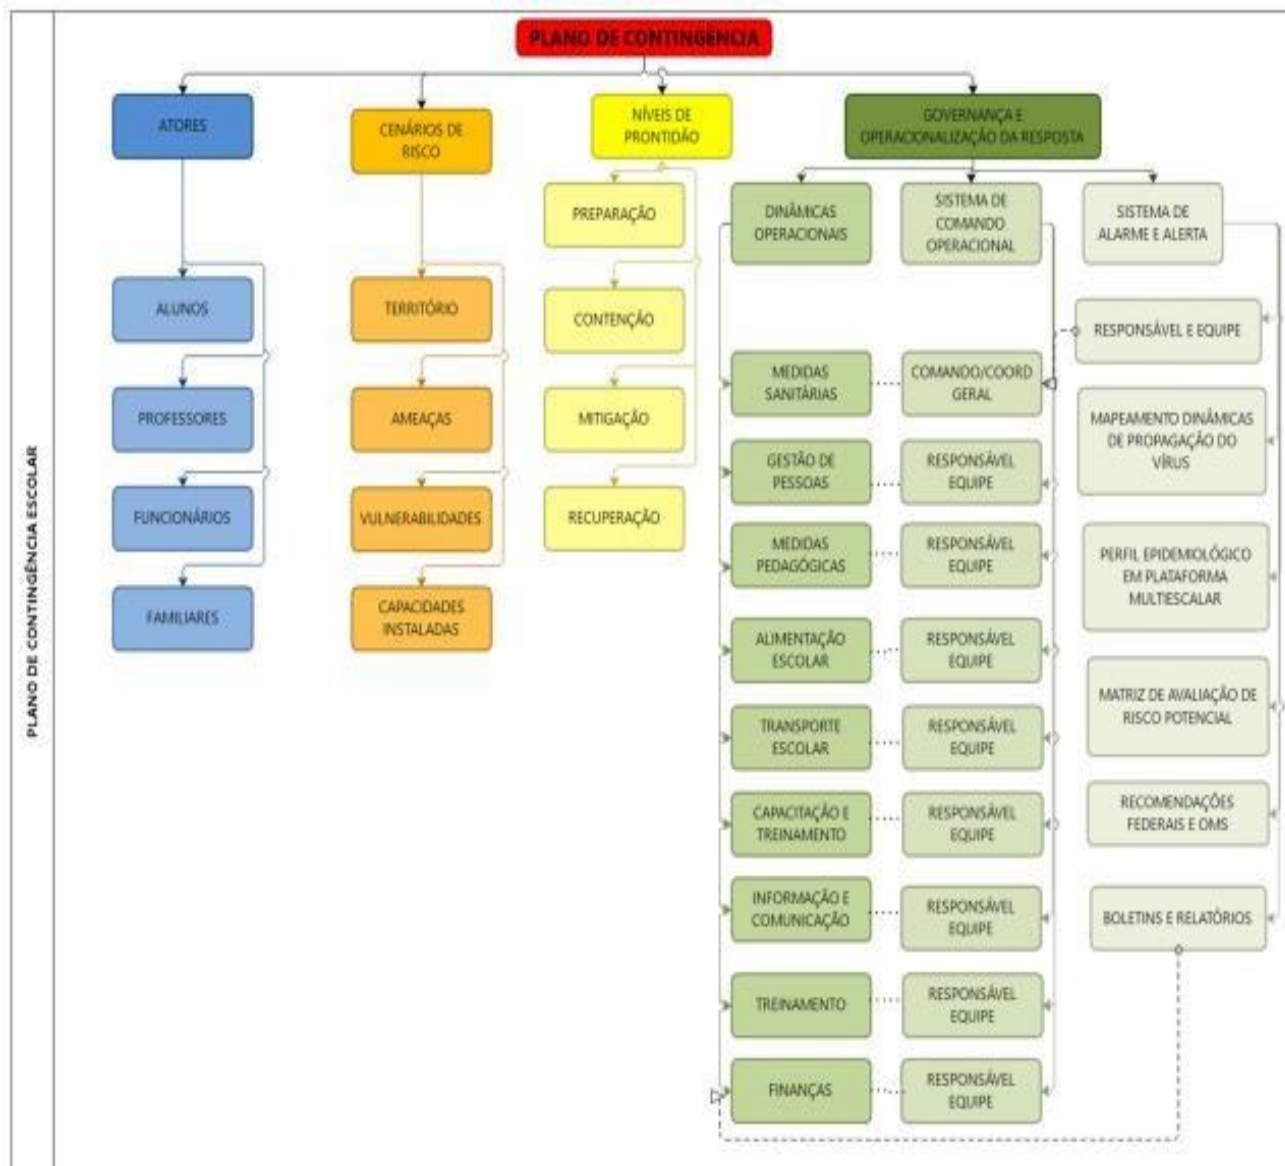 PLANO DE CONTINGÊNCIA
PLANO DE CONTINGÊNCIA ESCOLAR
ATORES
ALUNOS
PROFESSORES
FUNCIONÁRIOS
FAMILIARES
CENÁRIOS DE
RISCO
TERRITÓRIO
AMEAÇAS
VULNERABILIDADES
CAPACIDADES
INSTALADAS
NÍVEIS DE
PRONTIDÃO
PREPARAÇÃO
CONTENÇÃO
MITIGAÇÃO
RECUPERAÇÃO
GOVERNANÇA E
OPERACIONALIZAÇÃO DA RESPOSTA
DINÂMICAS
OPERACIONAIS
MEDIDAS
SANITÁRIAS
GESTÃO DE
PESSOAS
MEDIDAS
PEDAGÓGICAS
ALIMENTAÇÃO
ESCOLAR
TRANSPORTE
ESCOLAR
CAPACITAÇÃO E
TREINAMENTO
INFORMAÇÃO E
COMUNICAÇÃO
TREINAMENTO
FINANÇAS
SISTEMA DE
COMANDO
OPERACIONAL
COMANDO/COORD
GERAL
RESPONSÁVEL
EQUIPE
RESPONSÁVEL
EQUIPE
RESPONSÁVEL
EQUIPE
RESPONSÁVEL
EQUIPE
RESPONSÁVEL
EQUIPE
RESPONSÁVEL
EQUIPE
RESPONSÁVEL
EQUIPE
RESPONSÁVEL
EQUIPE
SISTEMA DE
ALARME E ALERTA
RESPONSÁVEL E EQUIPE
MAPEAMENTO DINÂMICAS
DE PROPAGAÇÃO DO
VÍRUS
PERFIL EPIDEMIOLÓGICO
EM PLATAFORMA
MULTIESCALAR
MATRIZ DE AVALIAÇÃO DE
RISCO POTENCIAL
RECOMENDAÇÕES
FEDERAIS E OMS
BOLETINS E RELATÓRIOS